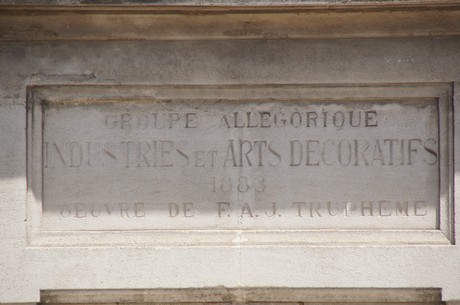 GROUPE ALLEGORIQUE
INDUSTRIES ET ARTS DECORATIFS
1883
OEUVRE DE F.A.J. TRUPHEME